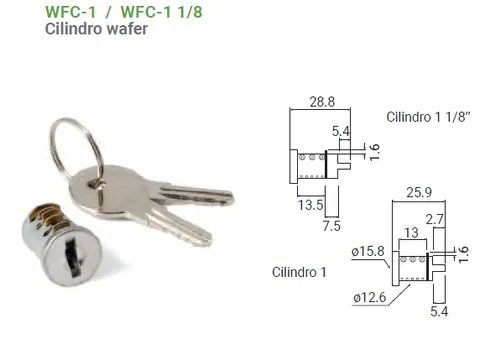 WFC-1 / WFC-1 1/8
Cilindro wafer
28.8
5.4
Cilindro 1 1/8”
1.6
13.5
7.5
25.9
2.7
13
1.6
ø15.8
Cilindro 1
ø12.6
5.4